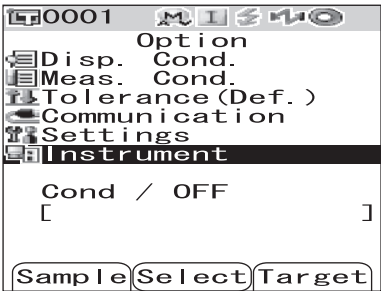 0001 M I
Option
Disp. Cond.
Meas. Cond.
Tolerance(Def.)
Communication
Settings
Instrument
Cond / OFF
[ ]
Sample Select Target